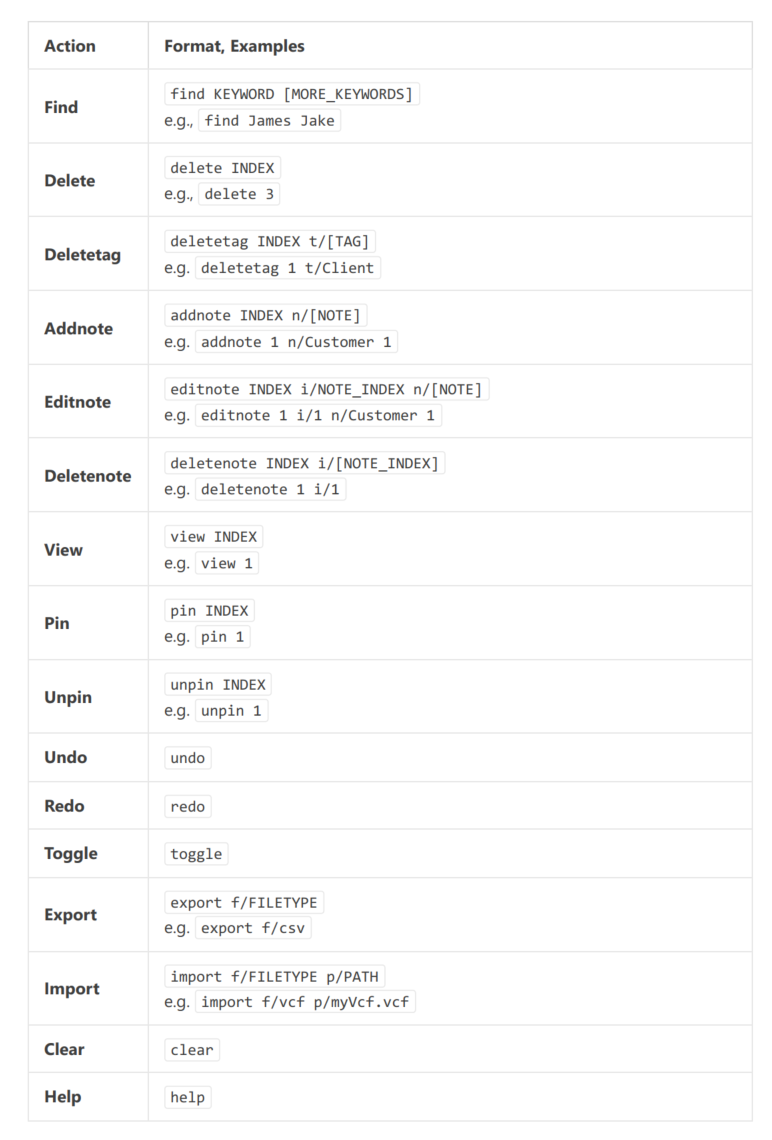 Action Format, Examples
Find
find KEYWORD [MORE_KEYWORDS]
e.g., find James Jake
Delete
delete INDEX
e.g., delete 3
Deletetag
deletetag INDEX t/[TAG]
e.g. deletetag 1 t/Client
Addnote
addnote INDEX n/[NOTE]
e.g. addnote 1 n/Customer 1
Editnote
editnote INDEX i/NOTE_INDEX n/[NOTE]
e.g. editnote 1 i/1 n/Customer 1
Deletenote
deletenote INDEX i/[NOTE_INDEX]
e.g. deletenote 1 i/1
View
view INDEX
e.g. view 1
Pin
pin INDEX
e.g. pin 1
Unpin
unpin INDEX
e.g. unpin 1
Undo undo
Redo redo
Toggle toggle
Export
export f/FILETYPE
e.g. export f/csv
Import
import f/FILETYPE p/PATH
e.g. import f/vcf p/myVcf.vcf
Clear clear
Help help